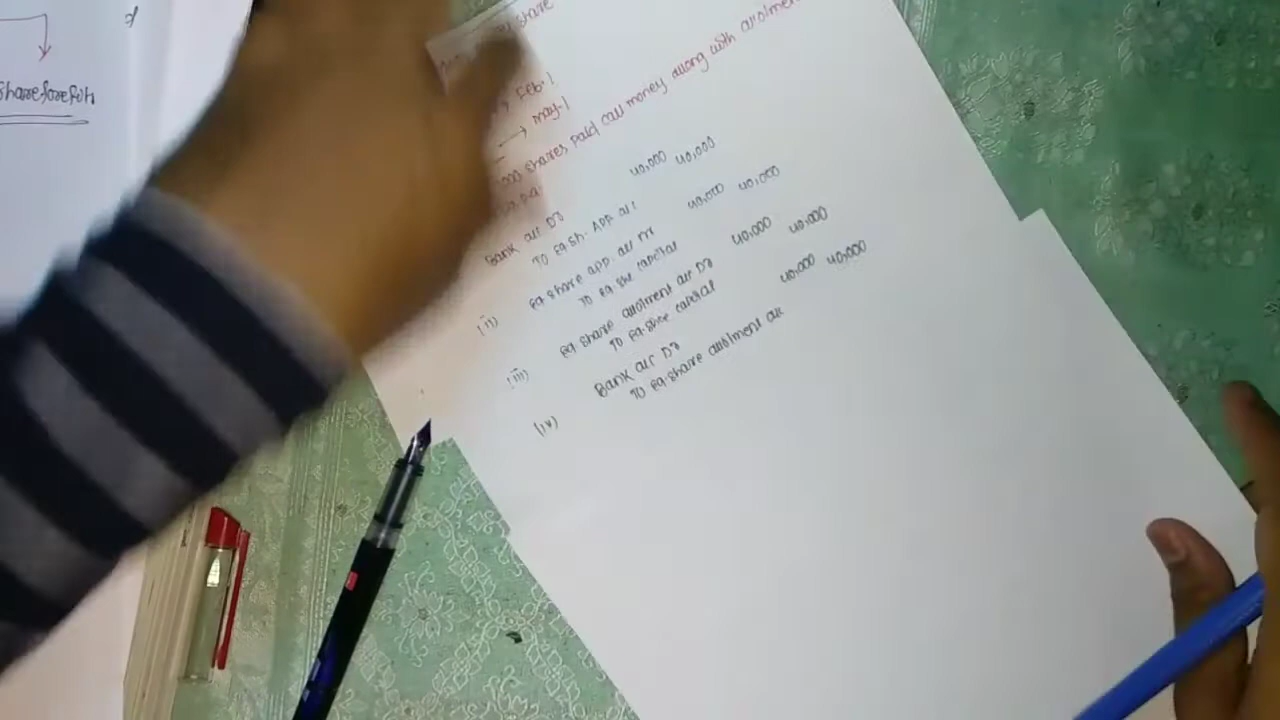 Share forefeits
share
Feb-1
→ may-1
shares paid call money along with allotment
p.a.
Bank a/c Dr 40,000
To Eq.sh. App. a/c 40,000
(ii) Eq share app. a/c Dr 40,000
To Eq. shre capital 40,000
(iii) Eq share allotment a/c Dr 40,000
To Eq. shre capital 40,000
(iv) Bank a/c Dr 40,000
To Eq. share allotment a/c 40,000